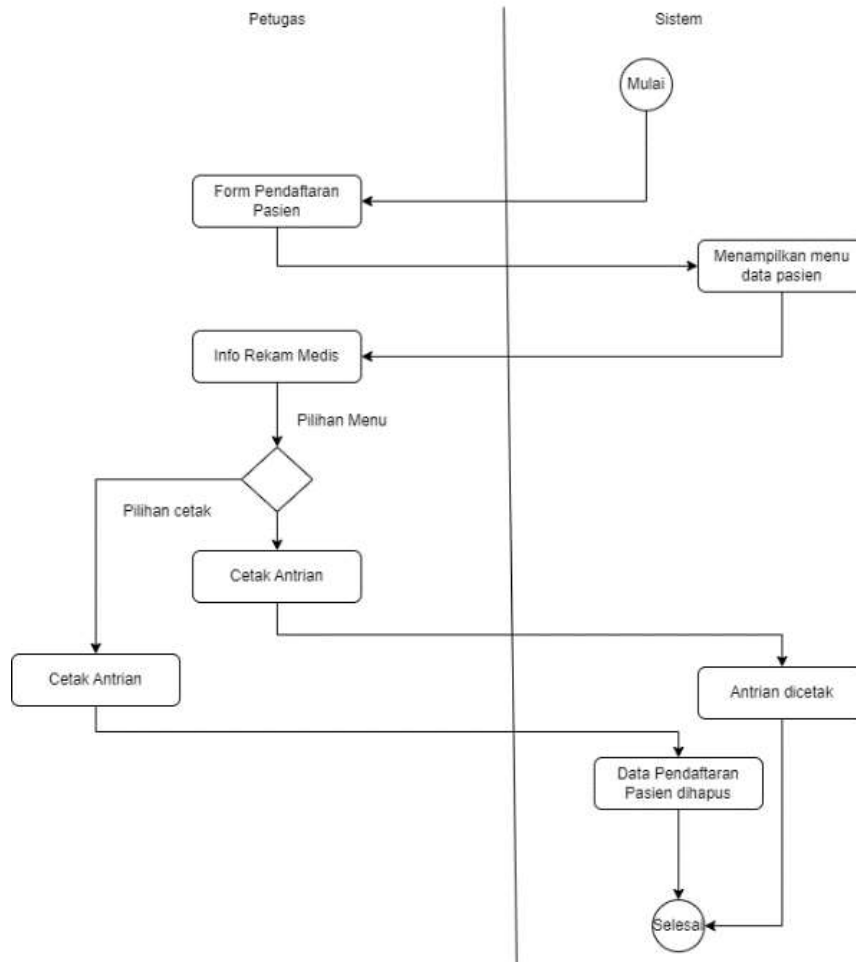 Petugas
Sistem
Mulai
Form Pendaftaran
Pasien
Menampilkan menu
data pasien
Info Rekam Medis
Pilihan Menu
Pilihan cetak
Cetak Antrian
Cetak Antrian
Antrian dicetak
Data Pendaftaran
Pasien dihapus
Selesai